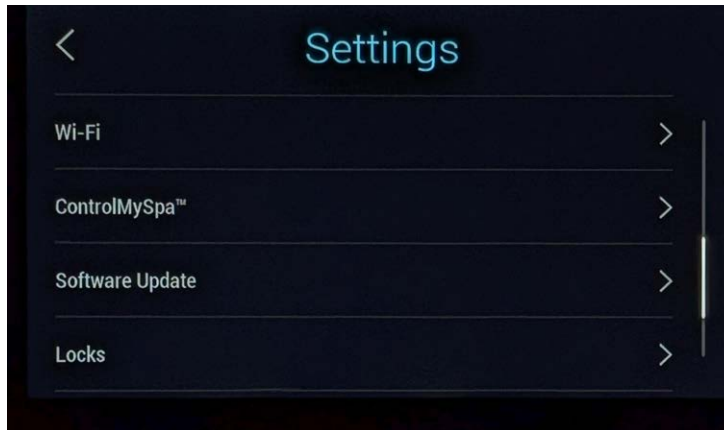 Settings
Wi-Fi
ControlMySpa™
Software Update
Locks